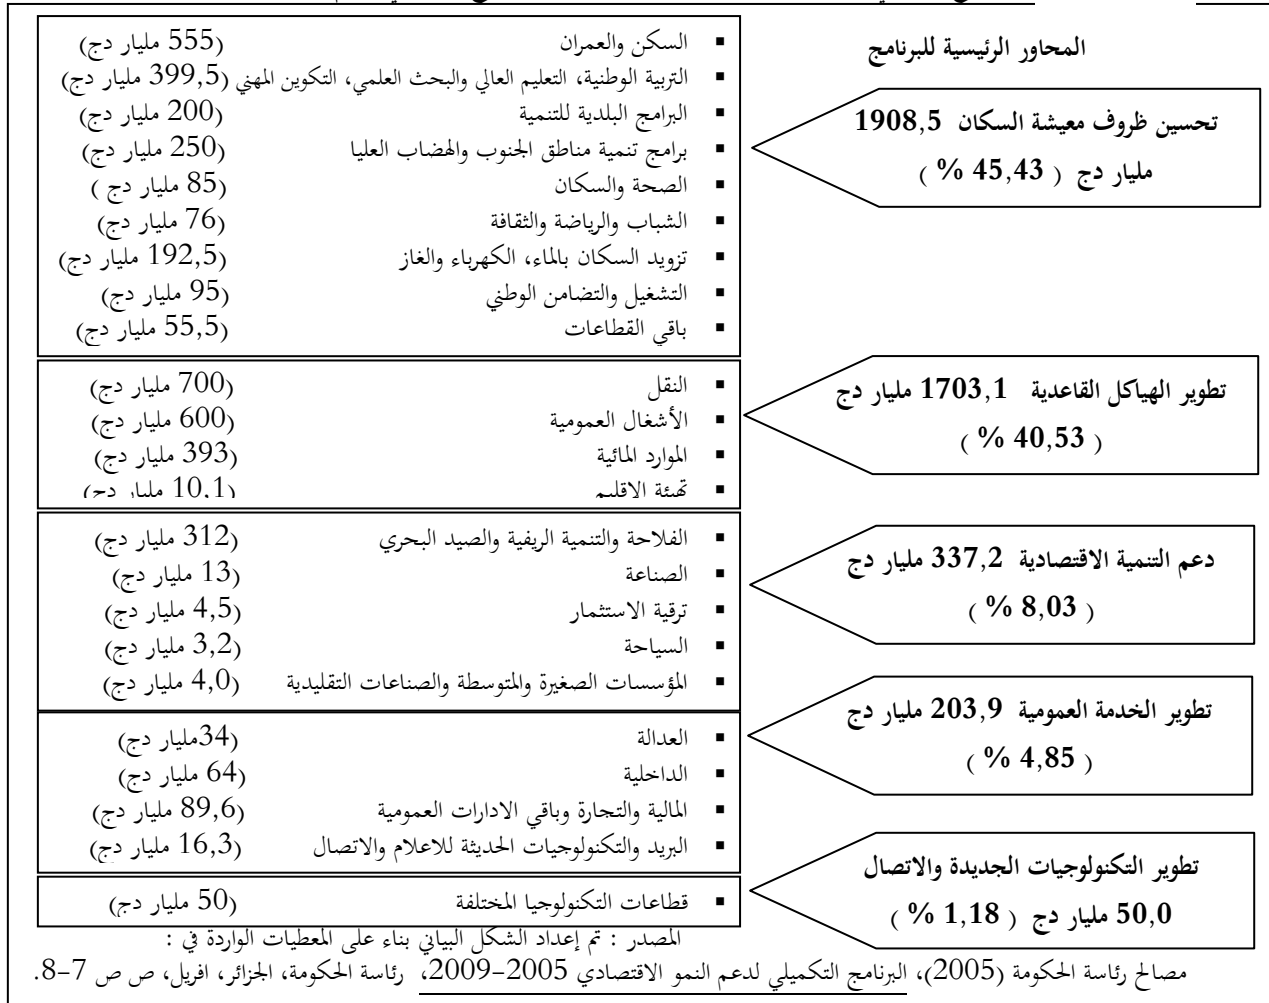 المحاور الرئيسية للبرنامج
تحسين ظروف معيشة السكان 1908,5
مليار دج ( 45,43 % )
▪ السكن والعمران (555 مليار دج)
▪ التربية الوطنية، التعليم العالي والبحث العلمي، التكوين المهني (399,5 مليار دج)
▪ البرامج البلدية للتنمية (200 مليار دج)
▪ برامج تنمية مناطق الجنوب والهضاب العليا (250 مليار دج)
▪ الصحة والسكان (85 مليار دج )
▪ الشباب والرياضة والثقافة (76 مليار دج)
▪ تزويد السكان بالماء، الكهرباء والغاز (192,5 مليار دج)
▪ التشغيل والتضامن الوطني (95 مليار دج)
▪ باقي القطاعات (55,5 مليار دج)
تطوير الهياكل القاعدية 1703,1 مليار دج
( 40,53 % )
▪ النقل (700 مليار دج)
▪ الأشغال العمومية (600 مليار دج)
▪ الموارد المائية (393 مليار دج)
▪ تهيئة الاقليم (10,1 مليار دج)
دعم التنمية الاقتصادية 337,2 مليار دج
( 8,03 % )
▪ الفلاحة والتنمية الريفية والصيد البحري (312 مليار دج)
▪ الصناعة (13 مليار دج)
▪ ترقية الاستثمار (4,5 مليار دج)
▪ السياحة (3,2 مليار دج)
▪ المؤسسات الصغيرة والمتوسطة والصناعات التقليدية (4,0 مليار دج)
تطوير الخدمة العمومية 203,9 مليار دج
( 4,85 % )
▪ العدالة (34مليار دج)
▪ الداخلية (64 مليار دج)
▪ المالية والتجارة وباقي الادارات العمومية (89,6 مليار دج)
▪ البريد والتكنولوجيات الحديثة للاعلام والاتصال (16,3 مليار دج)
تطوير التكنولوجيات الجديدة والاتصال
50,0 مليار دج ( 1,18 % )
▪ قطاعات التكنولوجيا المختلفة (50 مليار دج)
المصدر : تم إعداد الشكل البياني بناء على المعطيات الواردة في :
مصالح رئاسة الحكومة (2005)، البرنامج التكميلي لدعم النمو الاقتصادي 2005-2009، رئاسة الحكومة، الجزائر، افريل، ص ص 7-8.